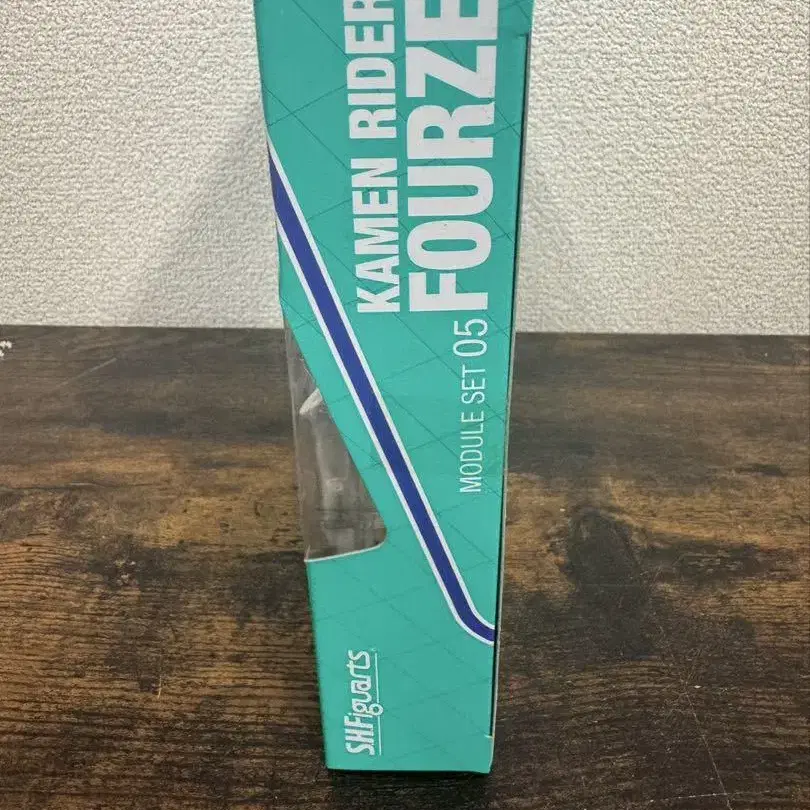 KAMEN RIDER
FOURZE
MODULE SET 05
S.H.Figuarts